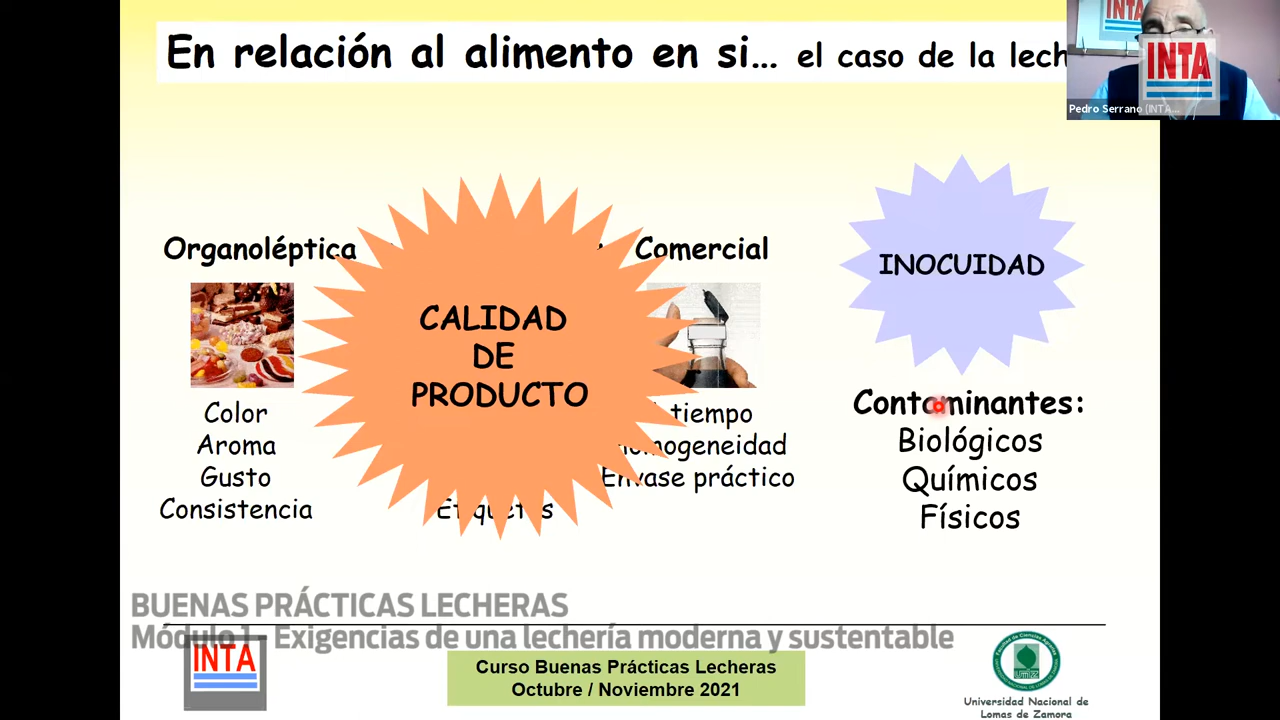 En relación al alimento en si... el caso de la lech
INTA
INTA
Pedro Serrano (INTA...
Organoléptica
Comercial
INOCUIDAD
CALIDAD
DE
PRODUCTO
Color
Aroma
Gusto
Consistencia
Etiquetas
tiempo
Homogeneidad
Envase práctico
Contaminantes:
Biológicos
Químicos
Físicos
BUENAS PRÁCTICAS LECHERAS
Módulo 1 - Exigencias de una lechería moderna y sustentable
INTA
Curso Buenas Prácticas Lecheras
Octubre / Noviembre 2021
Universidad Nacional de
Lomas de Zamora